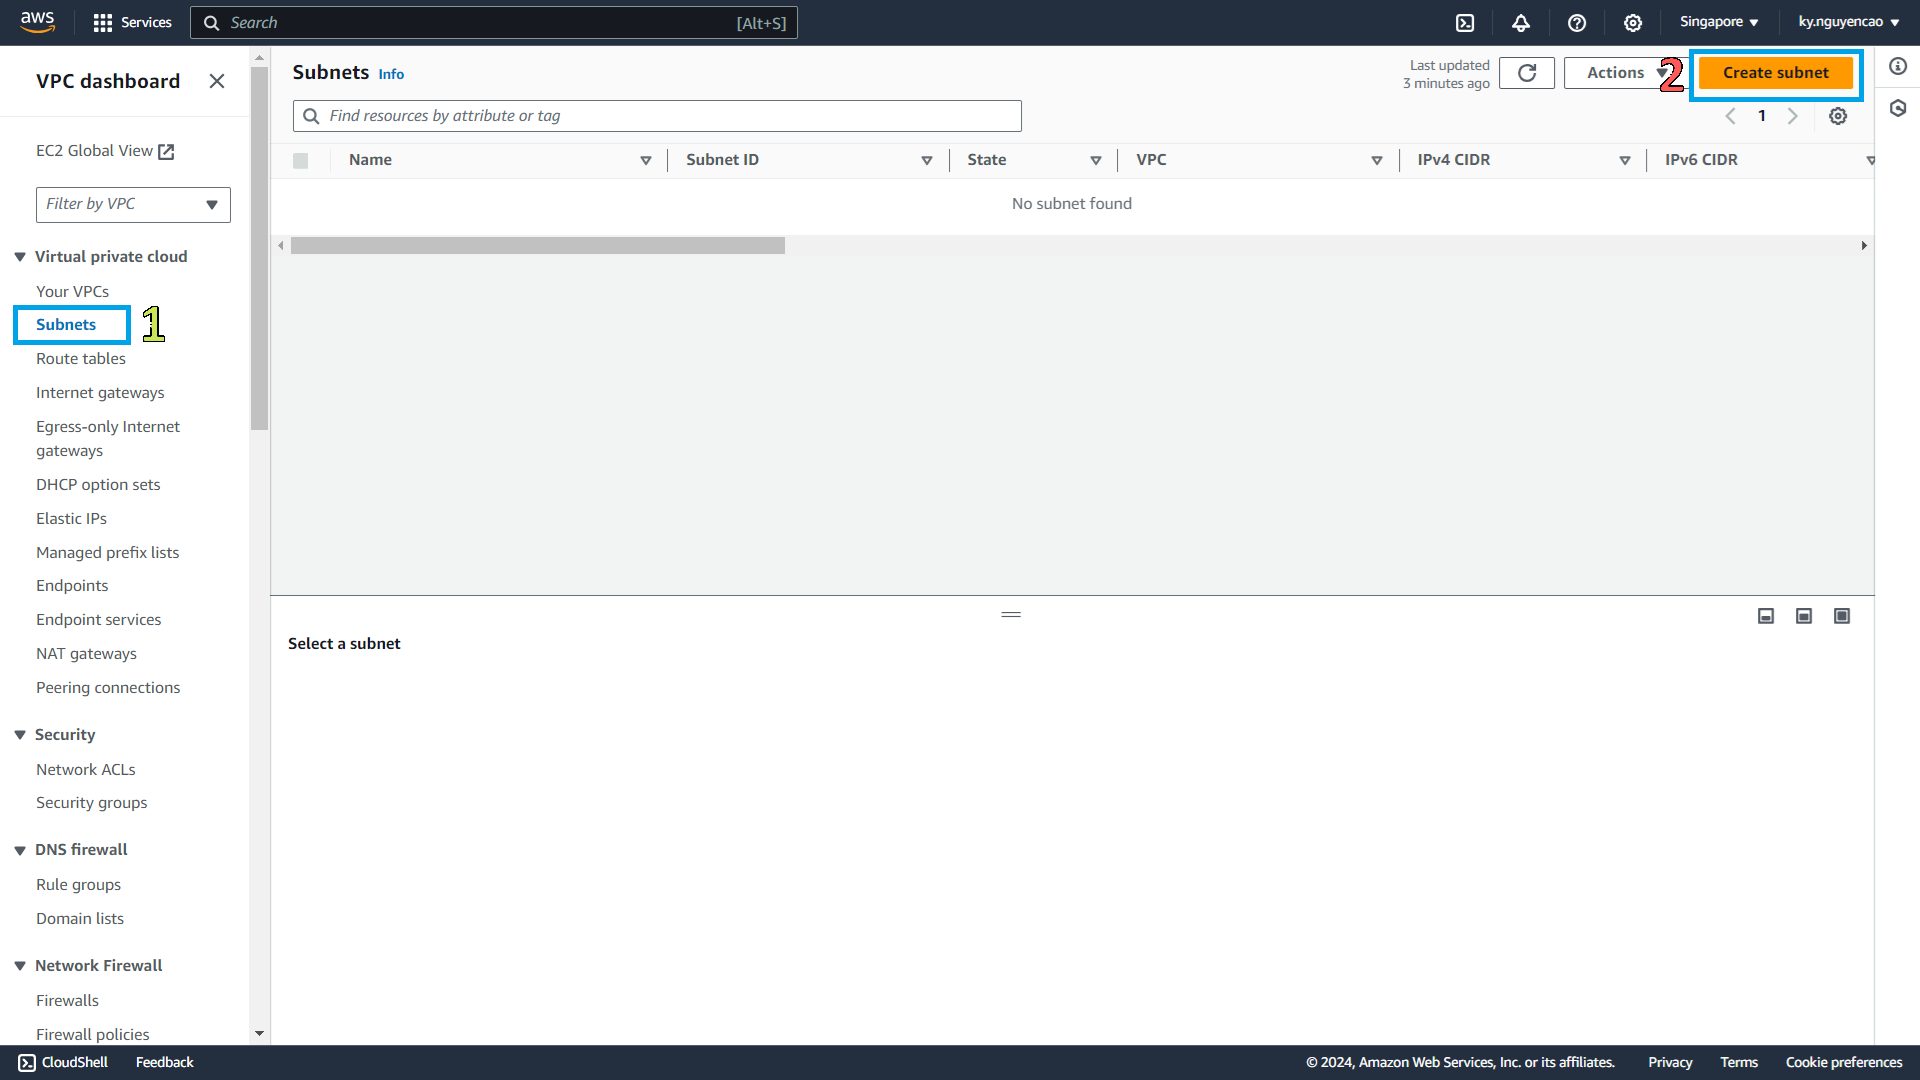 aws
Services
Search
[Alt+S]
Singapore
ky.nguyencao
VPC dashboard
EC2 Global View
Filter by VPC
Virtual private cloud
Your VPCs
Subnets
1
Route tables
Internet gateways
Egress-only Internet
gateways
DHCP option sets
Elastic IPs
Managed prefix lists
Endpoints
Endpoint services
NAT gateways
Peering connections
Security
Network ACLs
Security groups
DNS firewall
Rule groups
Domain lists
Network Firewall
Firewalls
Firewall policies
Subnets Info
Last updated
3 minutes ago
Actions
2
Create subnet
Find resources by attribute or tag
1
Name
Subnet ID
State
VPC
IPv4 CIDR
IPv6 CIDR
No subnet found
Select a subnet
CloudShell
Feedback
© 2024, Amazon Web Services, Inc. or its affiliates.
Privacy
Terms
Cookie preferences